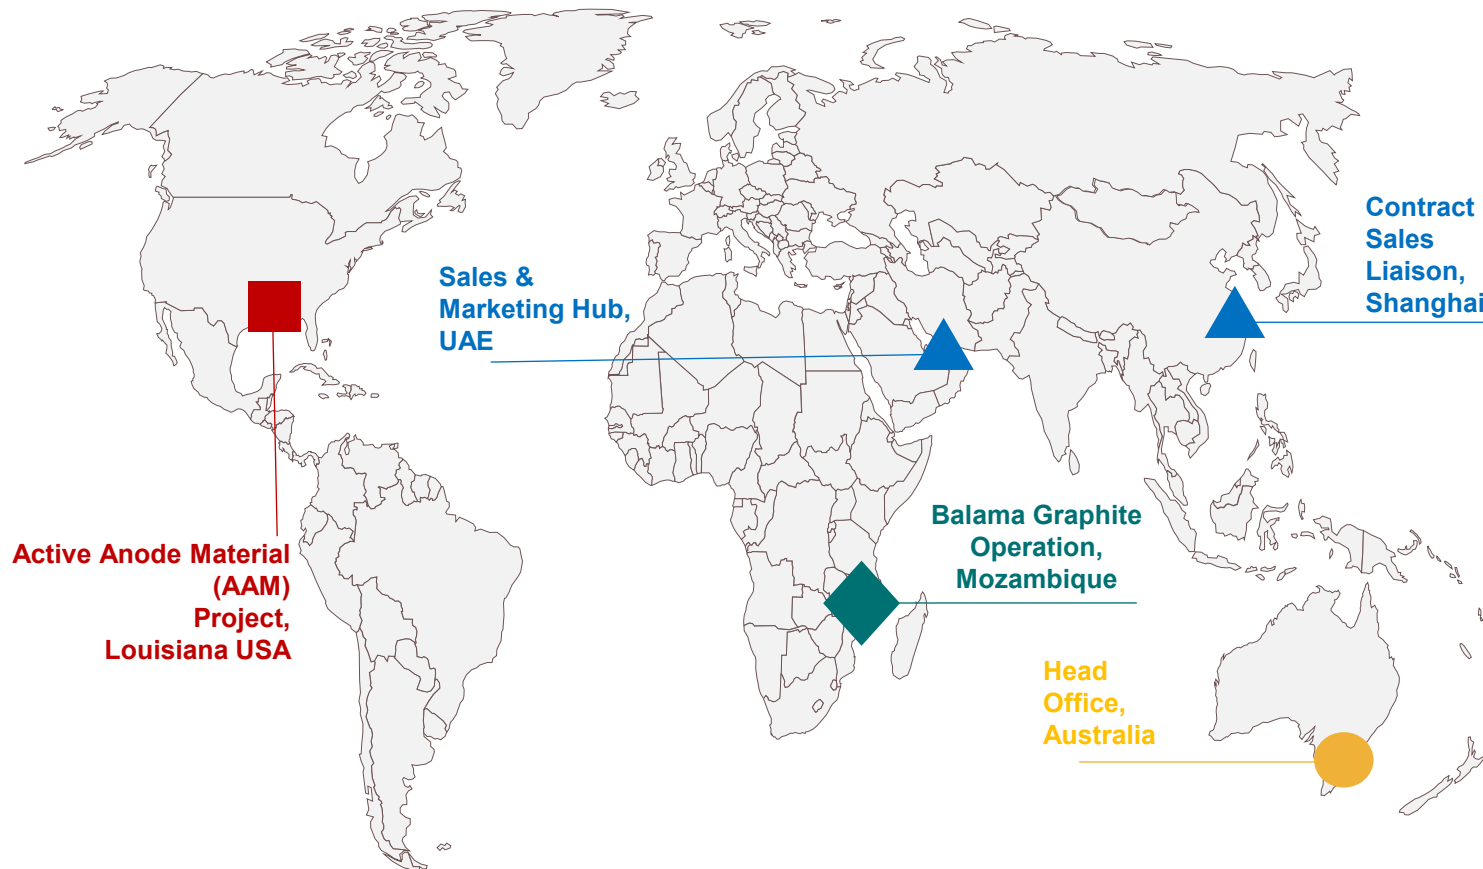 Contract
Sales
Liaison,
Shanghai
Sales &
Marketing Hub,
UAE
Balama Graphite
Operation,
Mozambique
Active Anode Material
(AAM)
Project,
Louisiana USA
Head
Office,
Australia